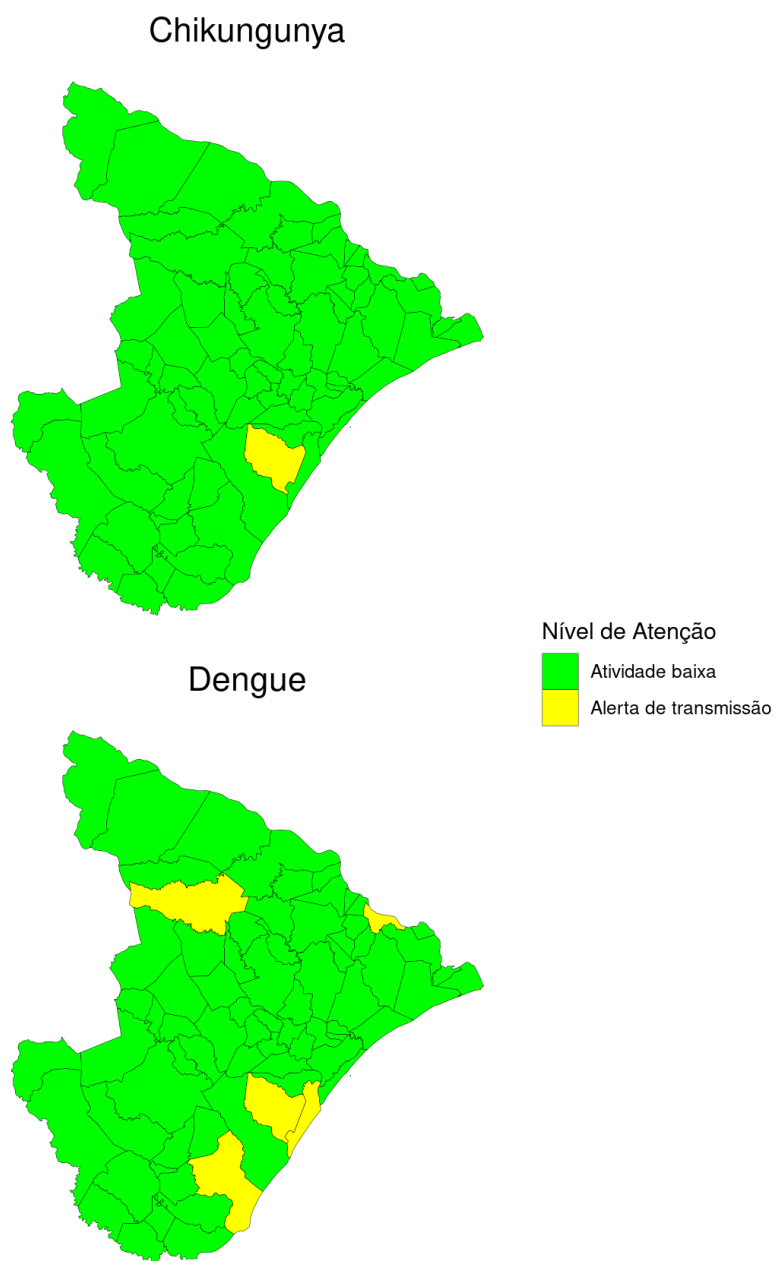 Chikungunya
Nível de Atenção
Atividade baixa
Alerta de transmissão
Dengue